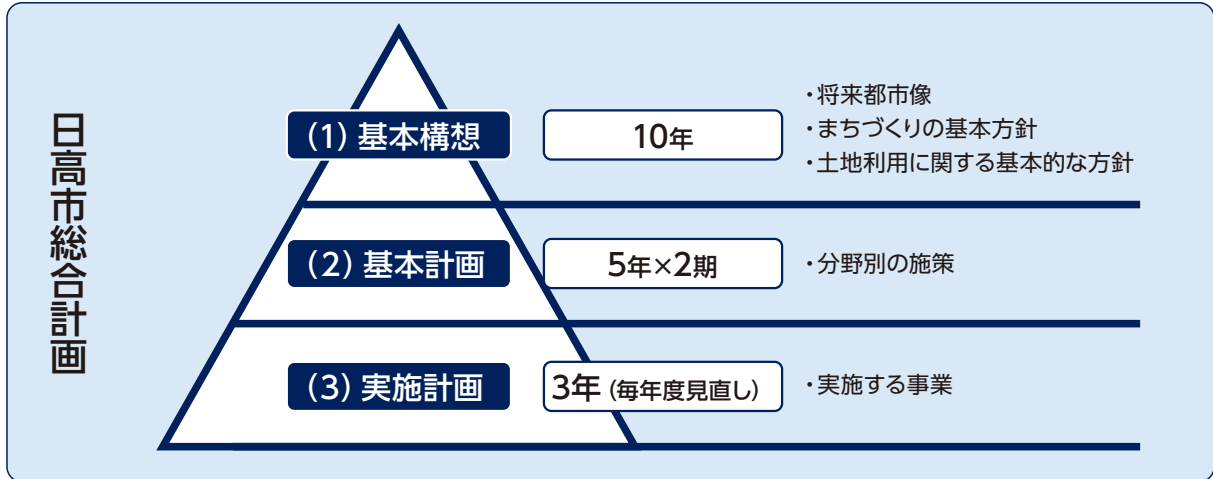 日高市総合計画
(1) 基本構想
10年
・将来都市像
・まちづくりの基本方針
・土地利用に関する基本的な方針
(2) 基本計画
5年×2期
・分野別の施策
(3) 実施計画
3年 (毎年度見直し)
・実施する事業